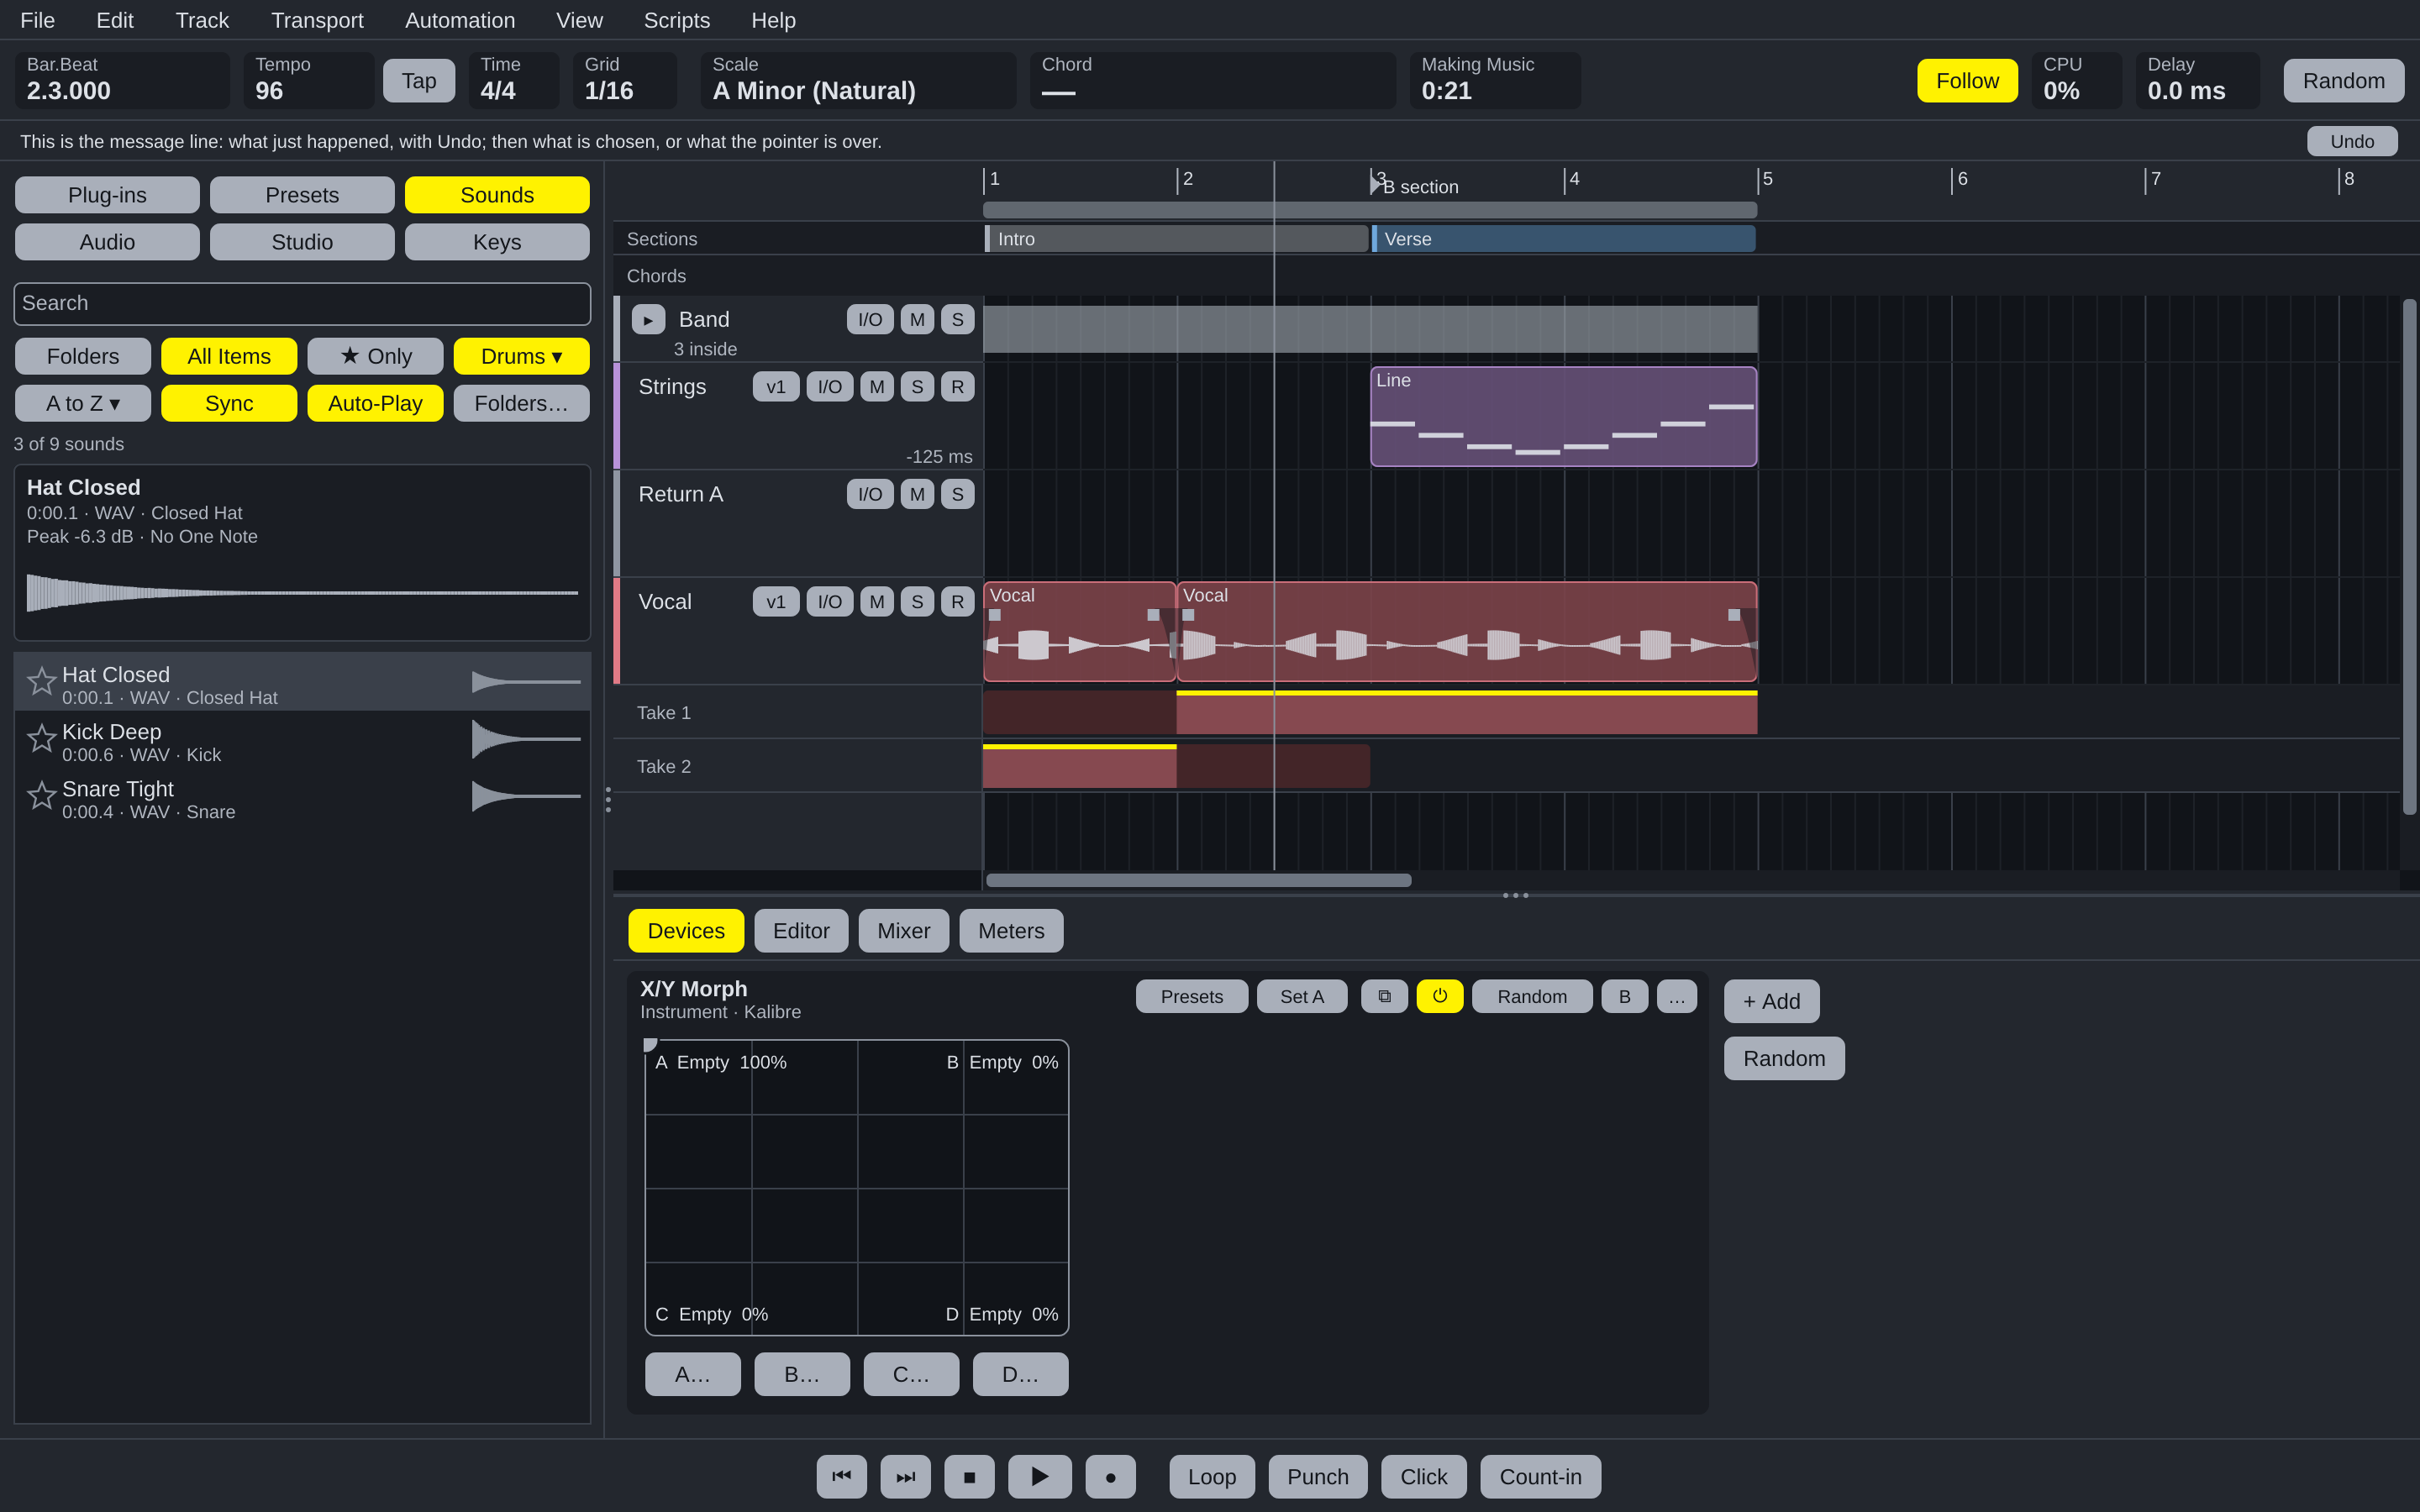 File Edit Track Transport Automation View Scripts Help
Bar.Beat Tempo Time Grid Scale Chord Making Music CPU Delay
2.3.000 96 Tap 4/4 1/16 A Minor (Natural) — 0:21 Follow 0% 0.0 ms Random
This is the message line: what just happened, with Undo; then what is chosen, or what the pointer is over. Undo
Plug-ins Presets Sounds
Audio Studio Keys
Search
Folders All Items ★ Only Drums ▾
A to Z ▾ Sync Auto-Play Folders…
3 of 9 sounds
Hat Closed
0:00.1 · WAV · Closed Hat
Peak -6.3 dB · No One Note
Hat Closed
0:00.1 · WAV · Closed Hat
Kick Deep
0:00.6 · WAV · Kick
Snare Tight
0:00.4 · WAV · Snare
1 2 3 B section 4 5 6 7 8
Sections Intro Verse
Chords
Band I/O M S
3 inside
Strings v1 I/O M S R Line
-125 ms
Return A I/O M S
Vocal v1 I/O M S R Vocal Vocal
Take 1
Take 2
Devices Editor Mixer Meters
X/Y Morph Presets Set A Random B …
Instrument · Kalibre
A Empty 100% B Empty 0%
C Empty 0% D Empty 0%
A… B… C… D…
+ Add
Random
Loop Punch Click Count-in